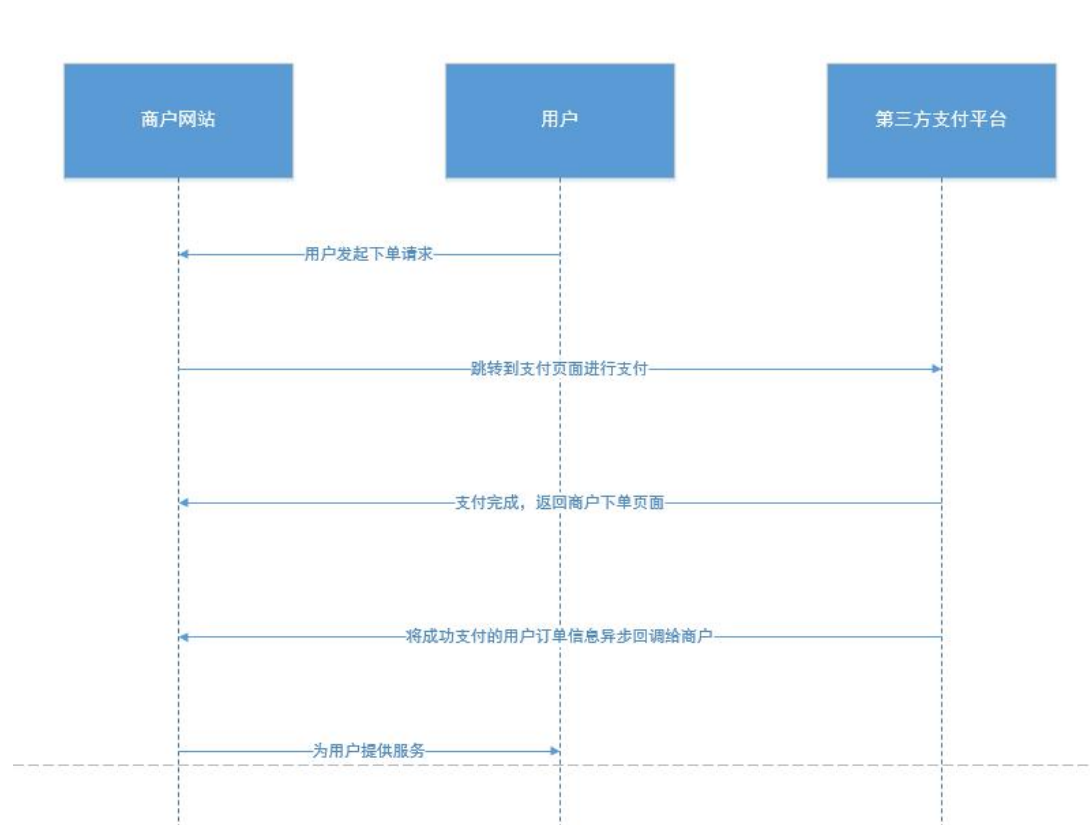 商户网站
用户
第三方支付平台
用户发起下单请求
跳转到支付页面进行支付
支付完成，返回商户下单页面
将成功支付的用户订单信息异步回调给商户
为用户提供服务